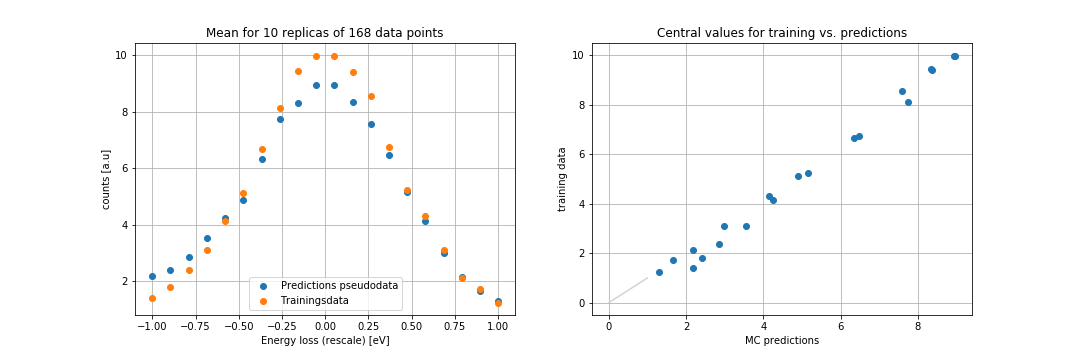 Mean for 10 replicas of 168 data points
counts [a.u]
10
8
6
4
2
−1.00 −0.75 −0.50 −0.25 0.00 0.25 0.50 0.75 1.00
Energy loss (rescale) [eV]
Predictions pseudodata
Trainingsdata
Central values for training vs. predictions
training data
10
8
6
4
2
0
0 2 4 6 8
MC predictions